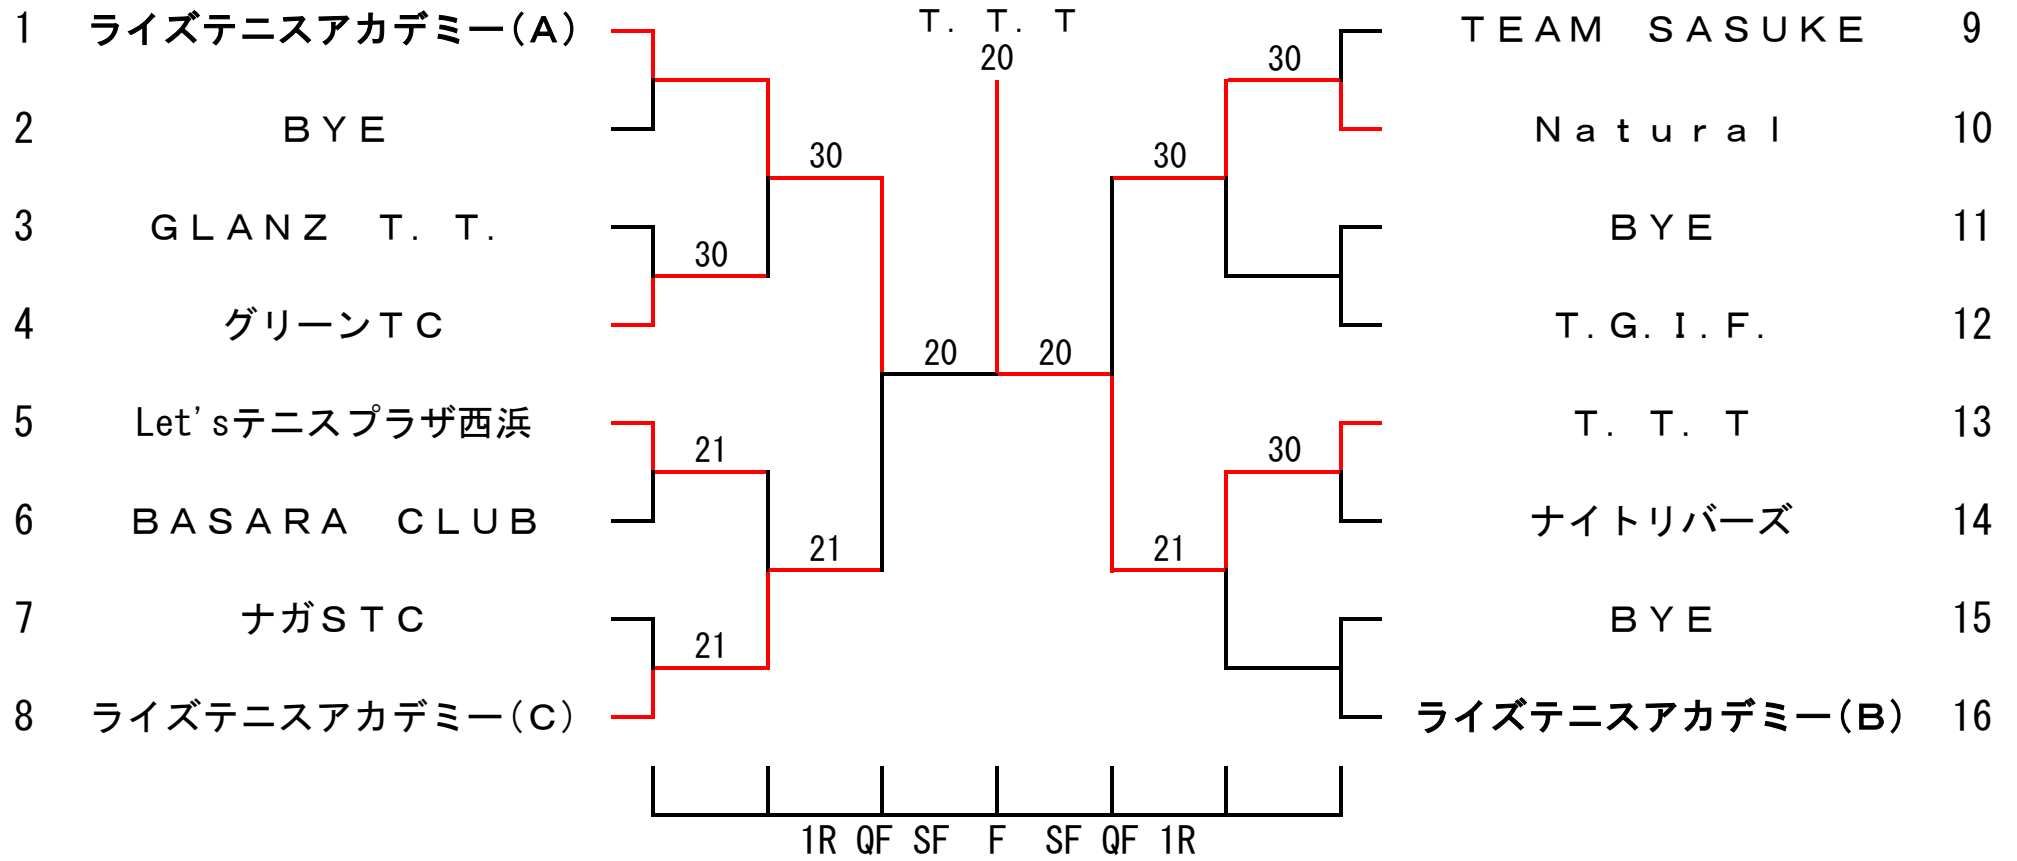 1 ライズテニスアカデミー(A) T. T. T TEAM SASUKE 9
20 30
2 BYE Natural 10
30 30
3 GLANZ T. T. BYE 11
30
4 グリーンTC T.G.I.F. 12
20 20
5 Let'sテニスプラザ西浜 T. T. T 13
21 30
6 BASARA CLUB ナイトリバーズ 14
21 21
7 ナガSTC BYE 15
21
8 ライズテニスアカデミー(C) ライズテニスアカデミー(B) 16
1R QF SF F SF QF 1R